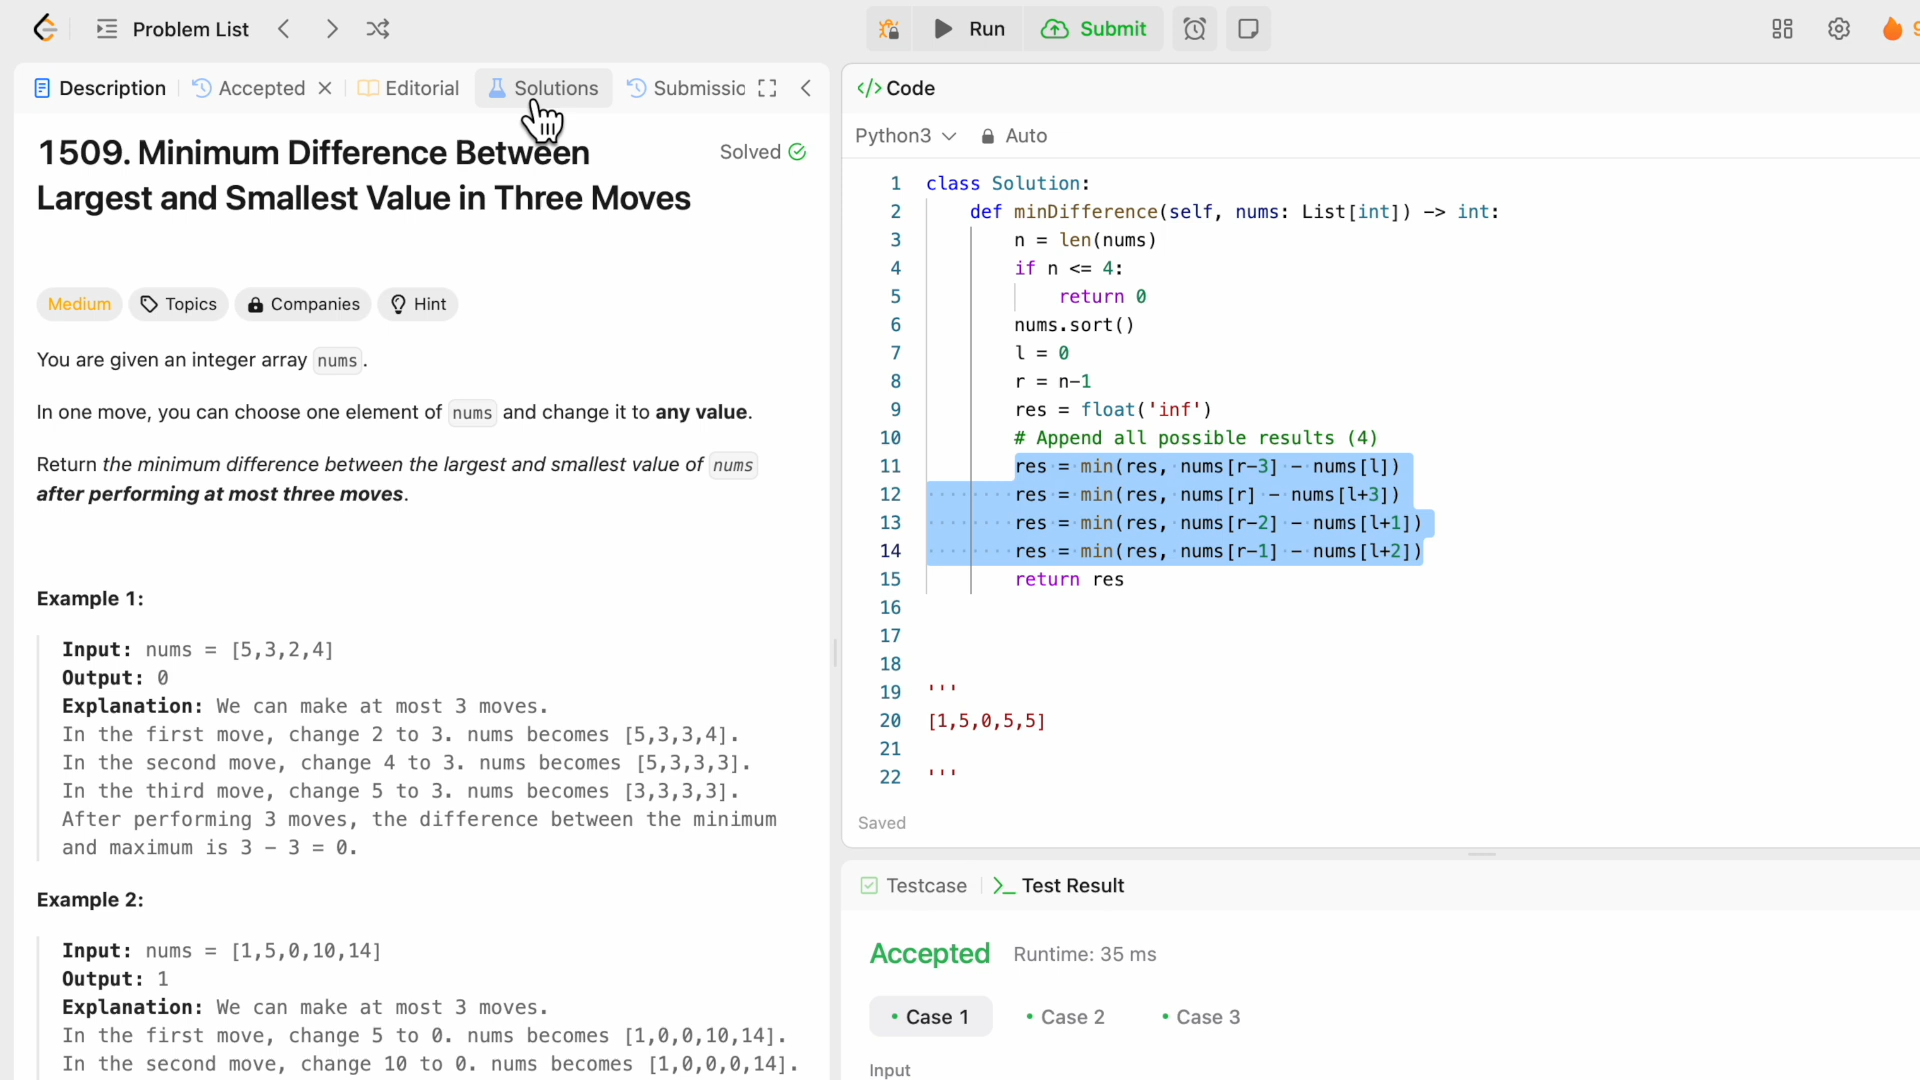 Problem List
Run
Submit
Description
Accepted
Editorial
Solutions
Submissio
1509. Minimum Difference Between
Largest and Smallest Value in Three Moves
Solved
Medium
Topics
Companies
Hint
You are given an integer array nums.
In one move, you can choose one element of nums and change it to any value.
Return the minimum difference between the largest and smallest value of nums
after performing at most three moves.
Example 1:
Input: nums = [5,3,2,4]
Output: 0
Explanation: We can make at most 3 moves.
In the first move, change 2 to 3. nums becomes [5,3,3,4].
In the second move, change 4 to 3. nums becomes [5,3,3,3].
In the third move, change 5 to 3. nums becomes [3,3,3,3].
After performing 3 moves, the difference between the minimum
and maximum is 3 - 3 = 0.
Example 2:
Input: nums = [1,5,0,10,14]
Output: 1
Explanation: We can make at most 3 moves.
In the first move, change 5 to 0. nums becomes [1,0,0,10,14].
In the second move, change 10 to 0. nums becomes [1,0,0,0,14].
</> Code
Python3
Auto
1 class Solution:
2 def minDifference(self, nums: List[int]) -> int:
3 n = len(nums)
4 if n <= 4:
5 return 0
6 nums.sort()
7 l = 0
8 r = n-1
9 res = float('inf')
10 # Append all possible results (4)
11 res = min(res, nums[r-3] - nums[l])
12 res = min(res, nums[r] - nums[l+3])
13 res = min(res, nums[r-2] - nums[l+1])
14 res = min(res, nums[r-1] - nums[l+2])
15 return res
16
17
18
19 '''
20 [1,5,0,5,5]
21
22 '''
Saved
Testcase
>_ Test Result
Accepted
Runtime: 35 ms
Case 1
Case 2
Case 3
Input